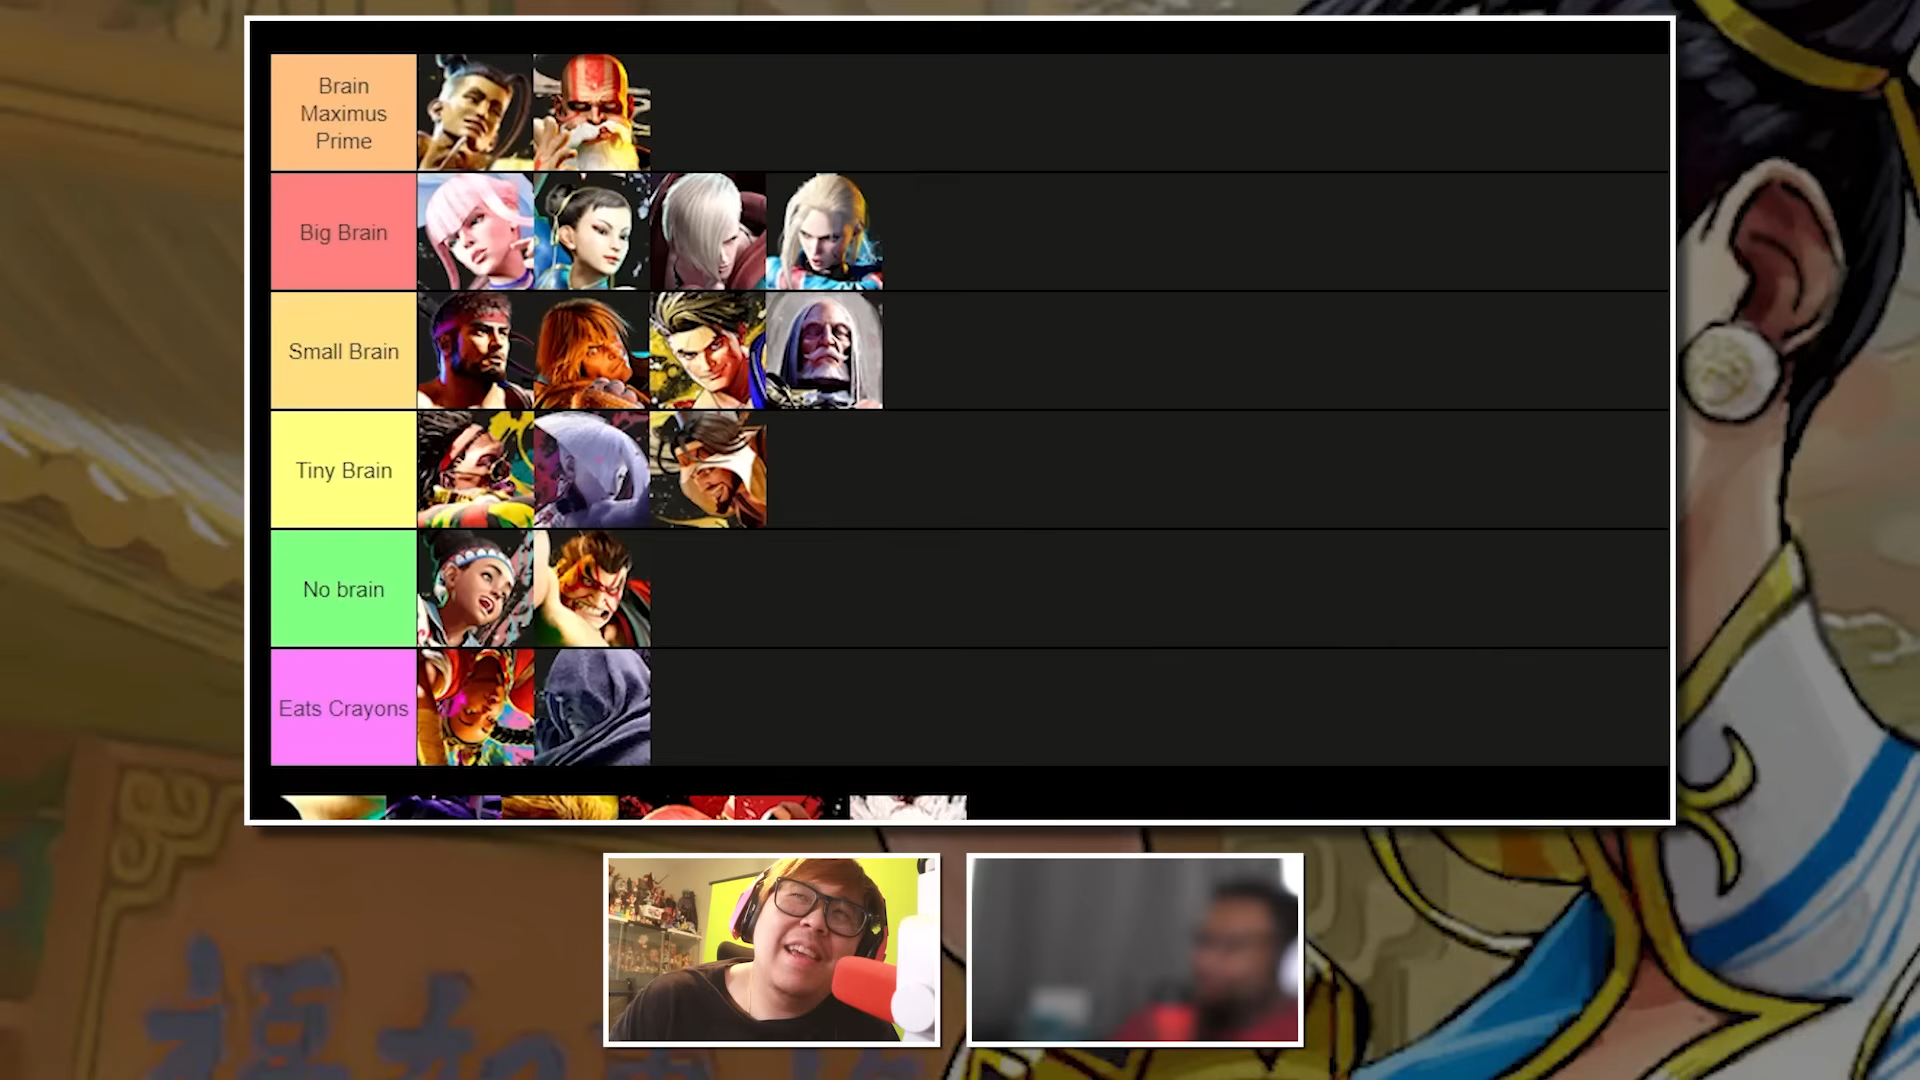 Brain
Maximus
Prime
Big Brain
Small Brain
Tiny Brain
No brain
Eats Crayons